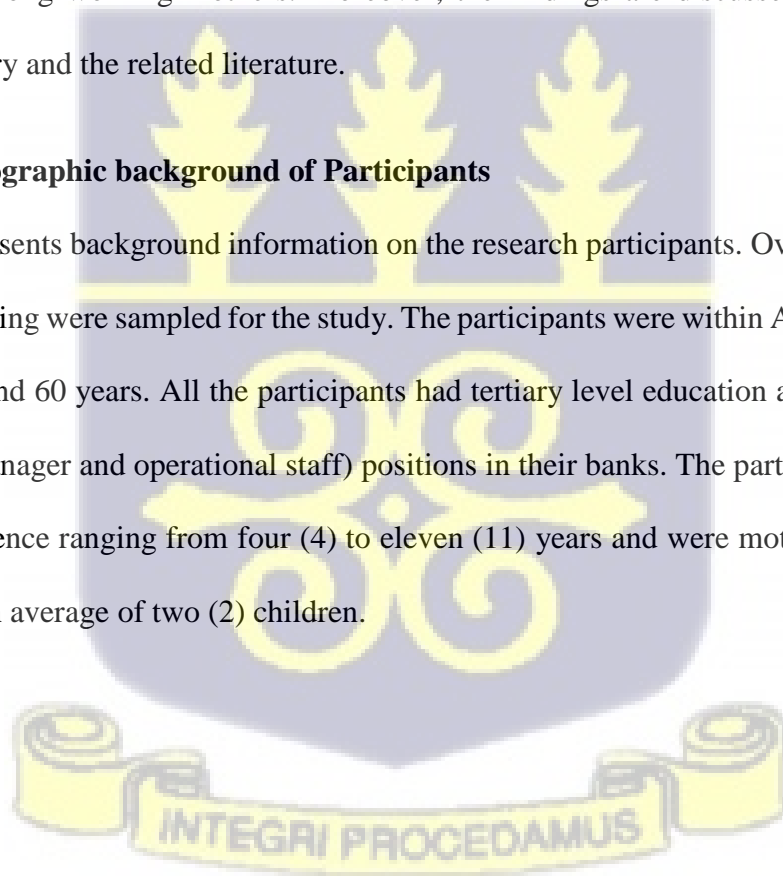 ry and the related literature.
ographic background of Participants
sents background information on the research participants. Ov
ing were sampled for the study. The participants were within A
nd 60 years. All the participants had tertiary level education a
nager and operational staff) positions in their banks. The part
ence ranging from four (4) to eleven (11) years and were mot
average of two (2) children.
INTEGRI PROCEDAMUS